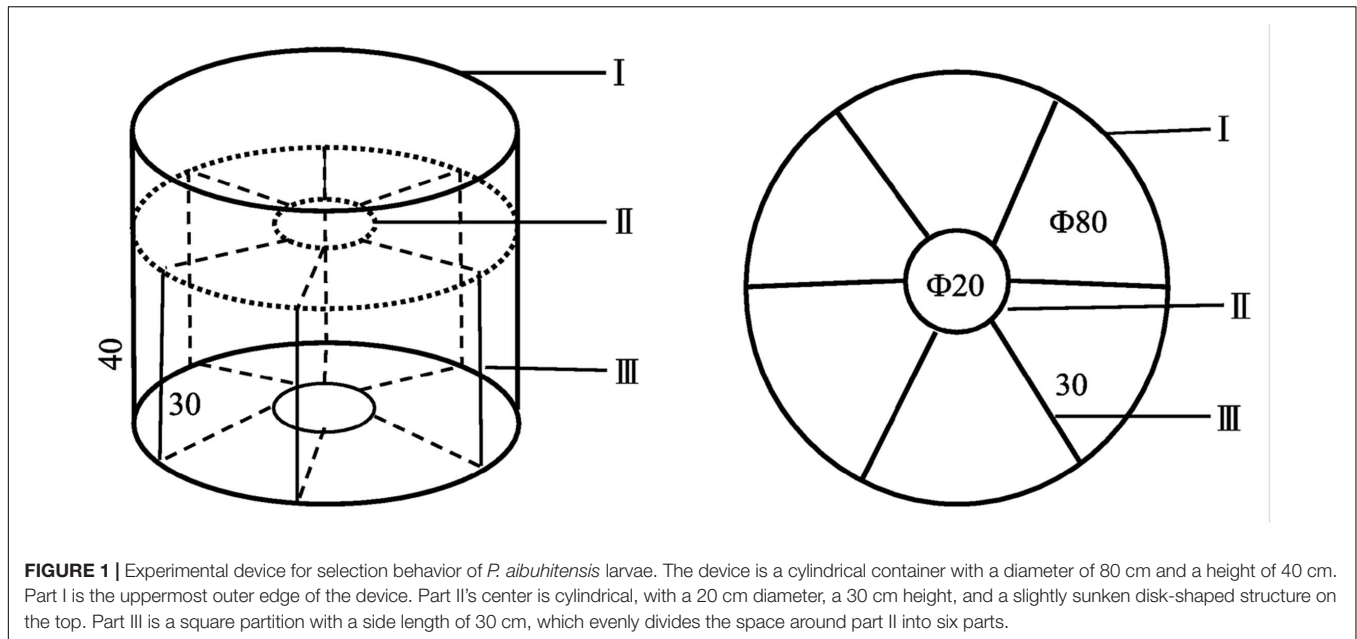 I
II
III
40
30
I
Φ80
Φ20
II
30
III
FIGURE 1 | Experimental device for selection behavior of P. aibuhitensis larvae. The device is a cylindrical container with a diameter of 80 cm and a height of 40 cm.
Part I is the uppermost outer edge of the device. Part II's center is cylindrical, with a 20 cm diameter, a 30 cm height, and a slightly sunken disk-shaped structure on
the top. Part III is a square partition with a side length of 30 cm, which evenly divides the space around part II into six parts.